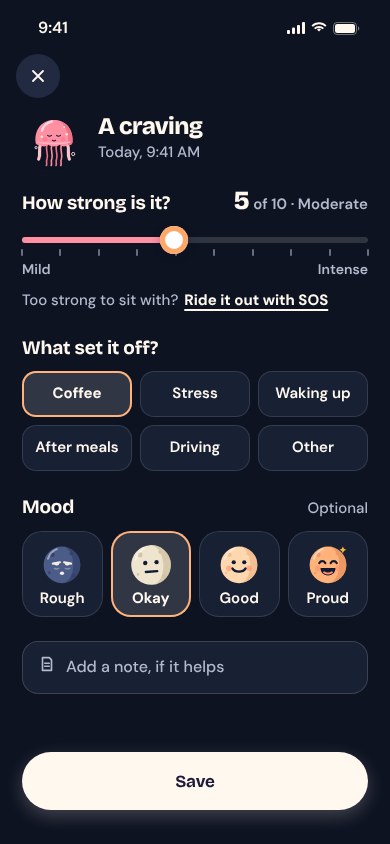 9:41
A craving
Today, 9:41 AM
How strong is it?
5 of 10 · Moderate
Mild
Intense
Too strong to sit with? Ride it out with SOS
What set it off?
Coffee
Stress
Waking up
After meals
Driving
Other
Mood
Optional
Rough
Okay
Good
Proud
Add a note, if it helps
Save